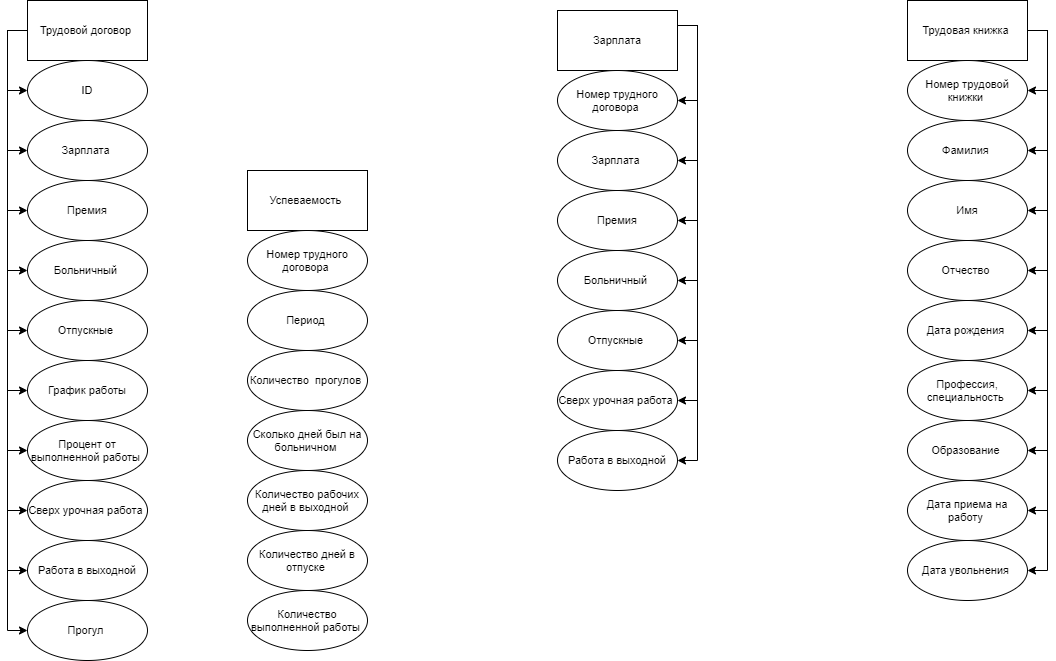 Трудовой договор
ID
Зарплата
Премия
Больничный
Отпускные
График работы
Процент от
выполненной работы
Сверх урочная работа
Работа в выходной
Прогул
Успеваемость
Номер трудного
договора
Период
Количество прогулов
Сколько дней был на
больничном
Количество рабочих
дней в выходной
Количество дней в
отпуске
Количество
выполненной работы
Зарплата
Номер трудного
договора
Зарплата
Премия
Больничный
Отпускные
Сверх урочная работа
Работа в выходной
Трудовая книжка
Номер трудовой
книжки
Фамилия
Имя
Отчество
Дата рождения
Профессия,
специальность
Образование
Дата приема на
работу
Дата увольнения